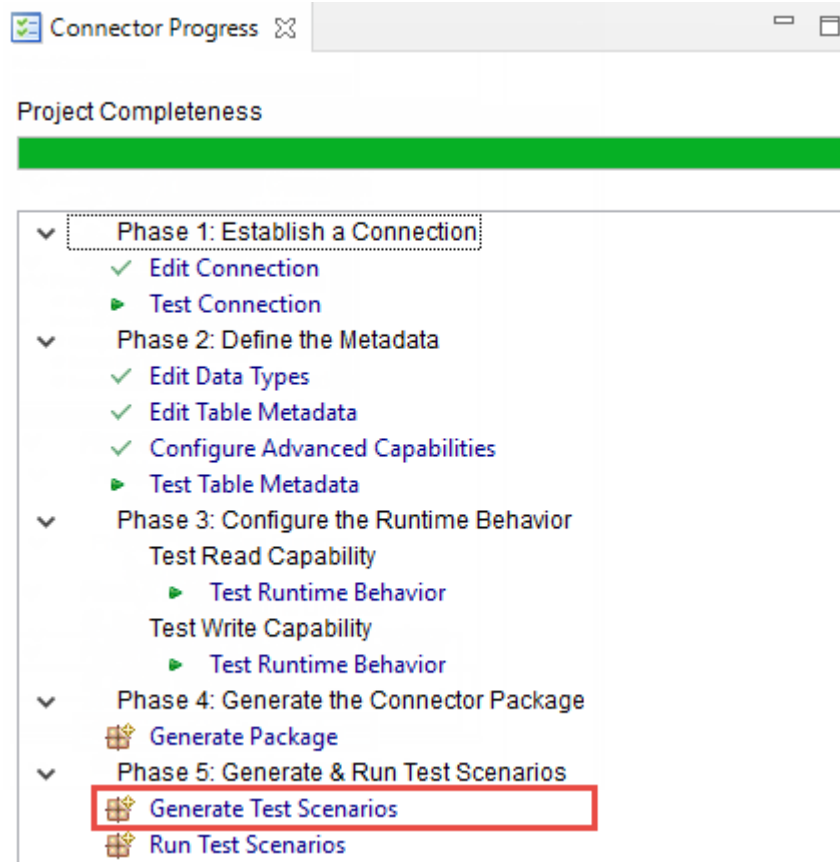 Connector Progress
Project Completeness
Phase 1: Establish a Connection
Edit Connection
Test Connection
Phase 2: Define the Metadata
Edit Data Types
Edit Table Metadata
Configure Advanced Capabilities
Test Table Metadata
Phase 3: Configure the Runtime Behavior
Test Read Capability
Test Runtime Behavior
Test Write Capability
Test Runtime Behavior
Phase 4: Generate the Connector Package
Generate Package
Phase 5: Generate & Run Test Scenarios
Generate Test Scenarios
Run Test Scenarios